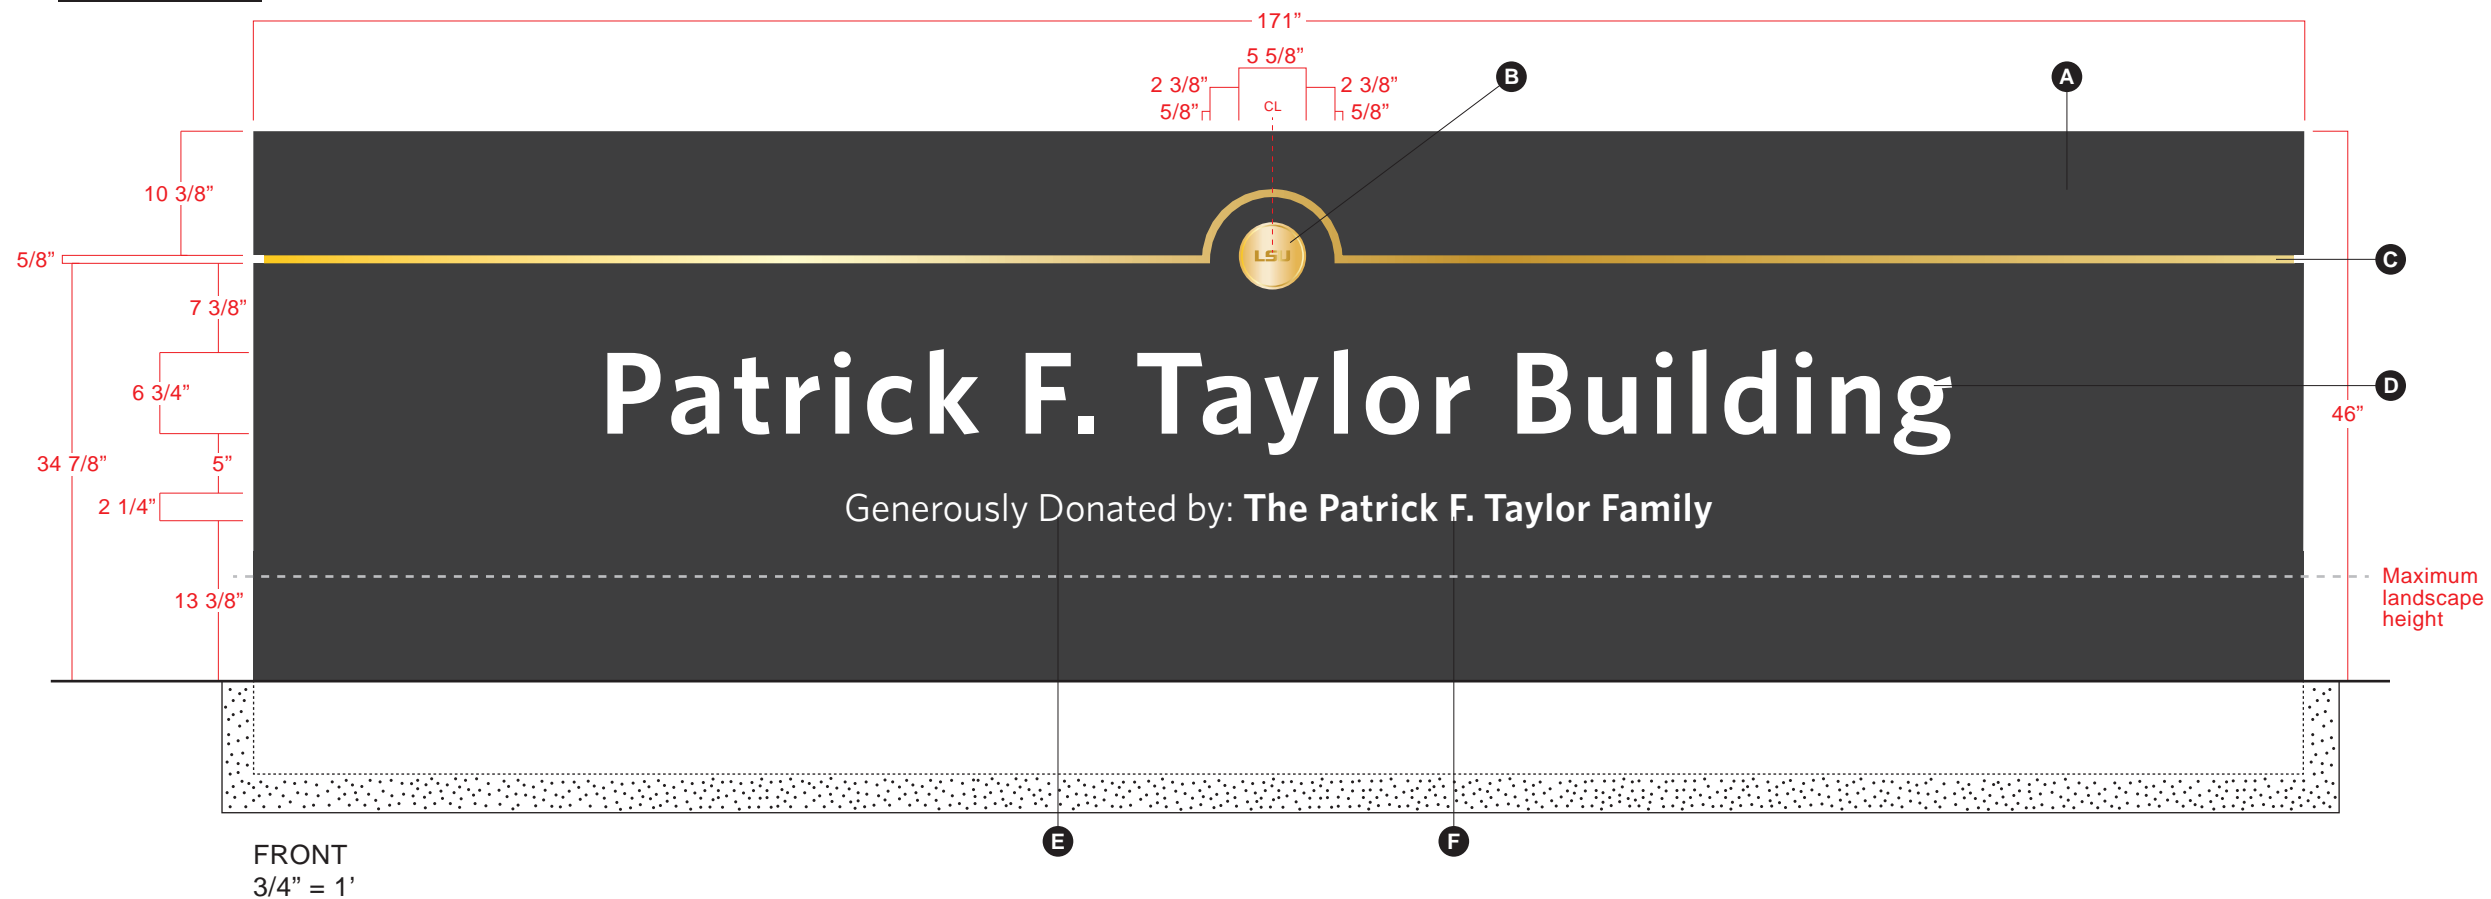 171”
5 5/8”
2 3/8” 2 3/8”
5/8” CL 5/8”
B
A
10 3/8”
5/8”
LSU
C
7 3/8”
Patrick F. Taylor Building
6 3/4”
D
46”
34 7/8”
5”
2 1/4”
Generously Donated by: The Patrick F. Taylor Family
13 3/8”
Maximum
landscape
height
E
F
FRONT
3/4” = 1’